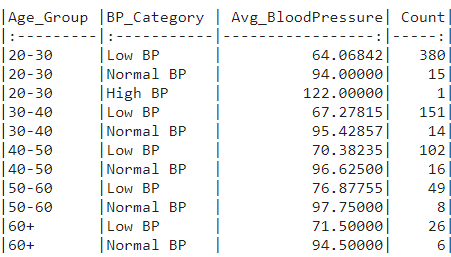 |Age_Group |BP_Category | Avg_BloodPressure| Count|
|:---------|:-----------|-----------------:|-----:|
|20-30     |Low BP      |          64.06842|   380|
|20-30     |Normal BP   |          94.00000|    15|
|20-30     |High BP     |         122.00000|     1|
|30-40     |Low BP      |          67.27815|   151|
|30-40     |Normal BP   |          95.42857|    14|
|40-50     |Low BP      |          70.38235|   102|
|40-50     |Normal BP   |          96.62500|    16|
|50-60     |Low BP      |          76.87755|    49|
|50-60     |Normal BP   |          97.75000|     8|
|60+       |Low BP      |          71.50000|    26|
|60+       |Normal BP   |          94.50000|     6|